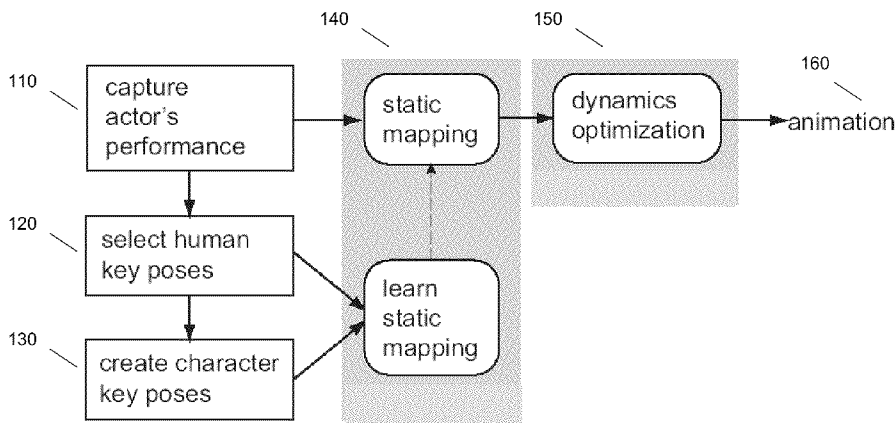 140
150
160
110
capture
actor's
performance
static
mapping
dynamics
optimization
animation
120
select human
key poses
learn
static
mapping
130
create character
key poses